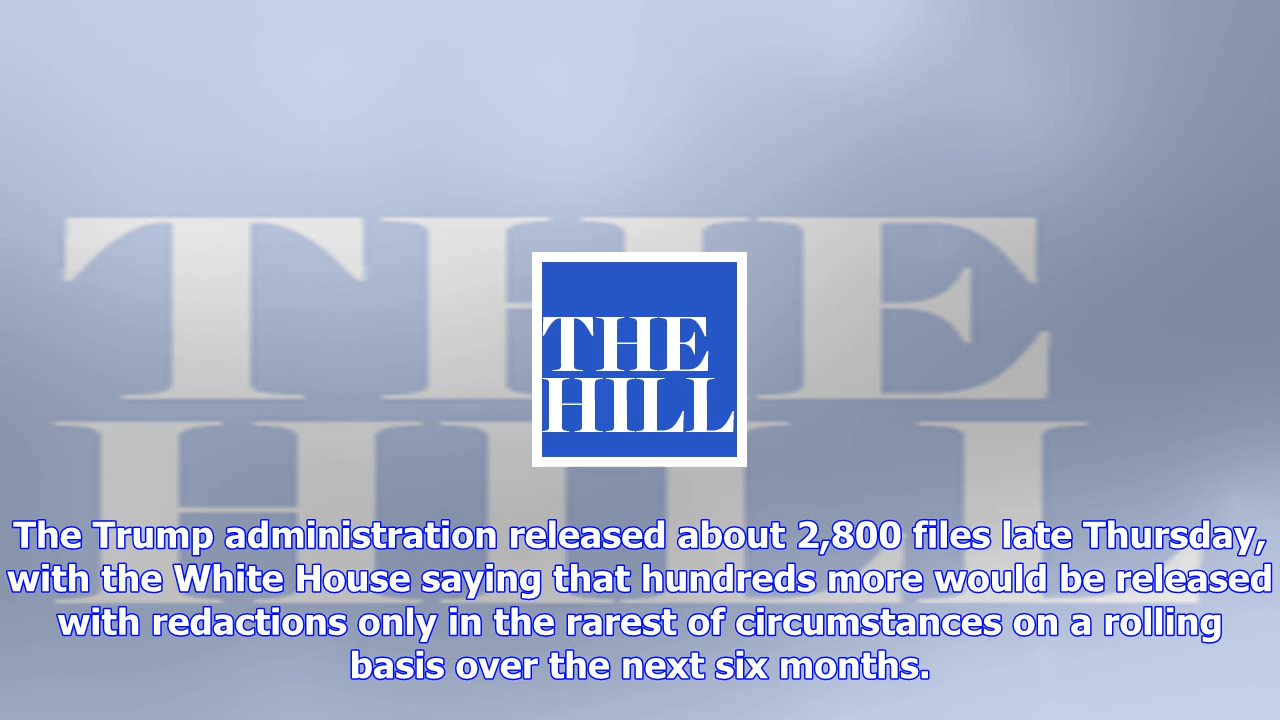 THE
HILL
THE
HILL
The Trump administration released about 2,800 files late Thursday,
with the White House saying that hundreds more would be released
with redactions only in the rarest of circumstances on a rolling
basis over the next six months.